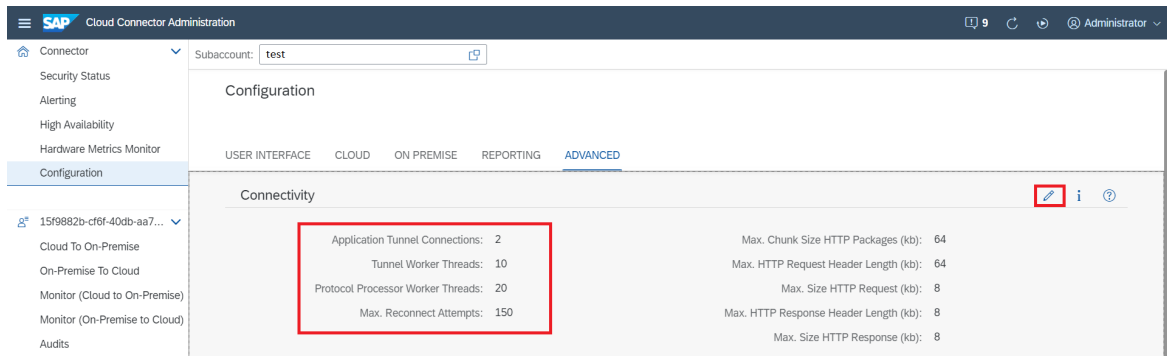 SAP Cloud Connector Administration
9
Administrator
Connector
Security Status
Alerting
High Availability
Hardware Metrics Monitor
Configuration
15f9882b-cf6f-40db-aa7...
Cloud To On-Premise
On-Premise To Cloud
Monitor (Cloud to On-Premise)
Monitor (On-Premise to Cloud)
Audits
Subaccount: test
Configuration
USER INTERFACE CLOUD ON PREMISE REPORTING ADVANCED
Connectivity
Application Tunnel Connections: 2
Tunnel Worker Threads: 10
Protocol Processor Worker Threads: 20
Max. Reconnect Attempts: 150
Max. Chunk Size HTTP Packages (kb): 64
Max. HTTP Request Header Length (kb): 64
Max. Size HTTP Request (kb): 8
Max. HTTP Response Header Length (kb): 8
Max. Size HTTP Response (kb): 8